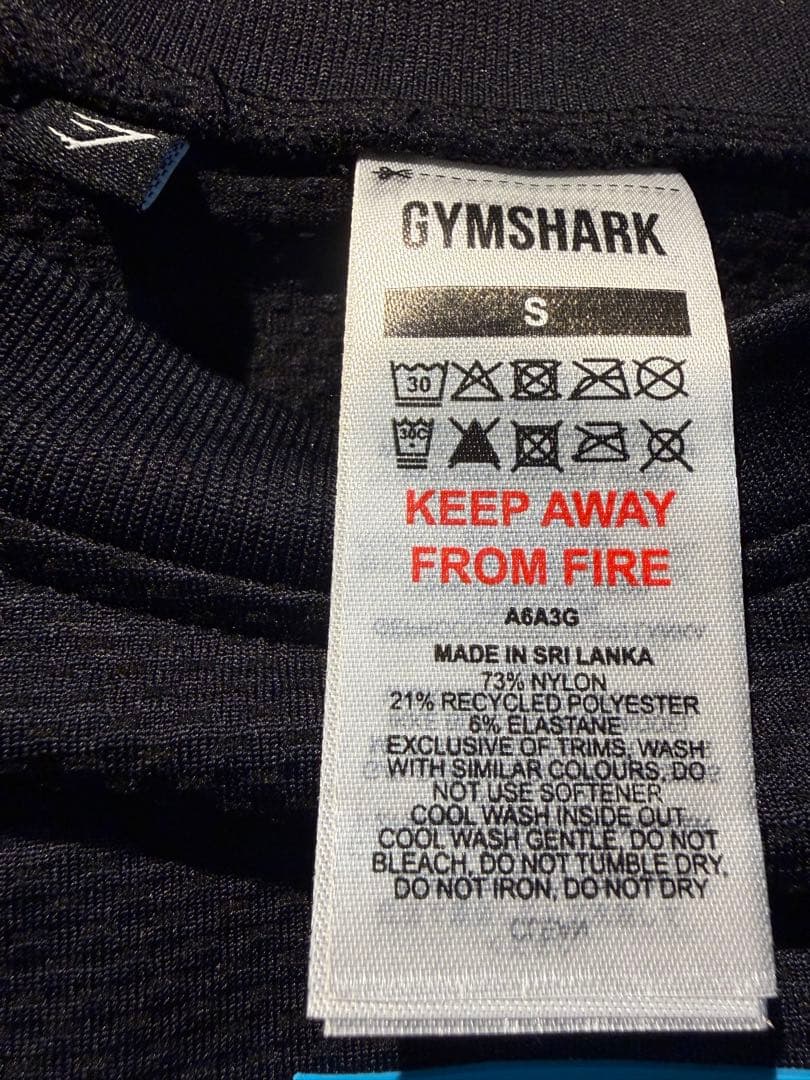 GYMSHARK
S
30
30C
KEEP AWAY
FROM FIRE
A6A3G
MADE IN SRI LANKA
73% NYLON
21% RECYCLED POLYESTER
6% ELASTANE
EXCLUSIVE OF TRIMS, WASH
WITH SIMILAR COLOURS, DO
NOT USE SOFTENER
COOL WASH INSIDE OUT
COOL WASH GENTLE, DO NOT
BLEACH, DO NOT TUMBLE DRY,
DO NOT IRON, DO NOT DRY